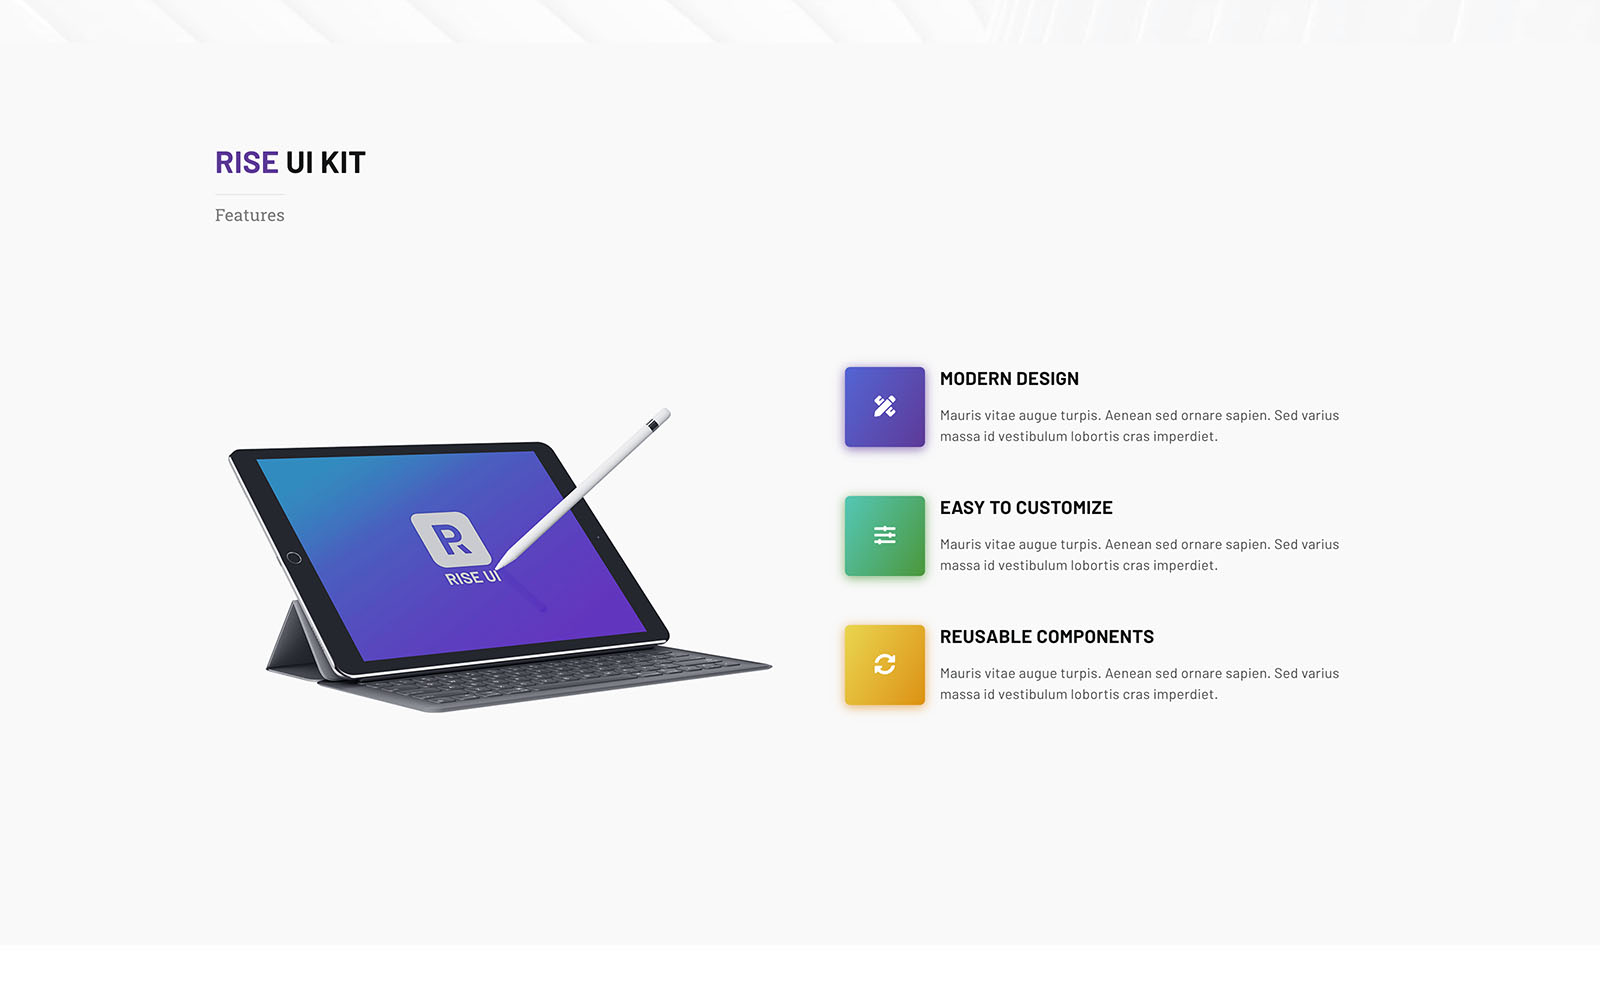 RISE UI KIT
Features
R
RISE UI
MODERN DESIGN
Mauris vitae augue turpis. Aenean sed ornare sapien. Sed varius
massa id vestibulum lobortis cras imperdiet.
EASY TO CUSTOMIZE
Mauris vitae augue turpis. Aenean sed ornare sapien. Sed varius
massa id vestibulum lobortis cras imperdiet.
REUSABLE COMPONENTS
Mauris vitae augue turpis. Aenean sed ornare sapien. Sed varius
massa id vestibulum lobortis cras imperdiet.